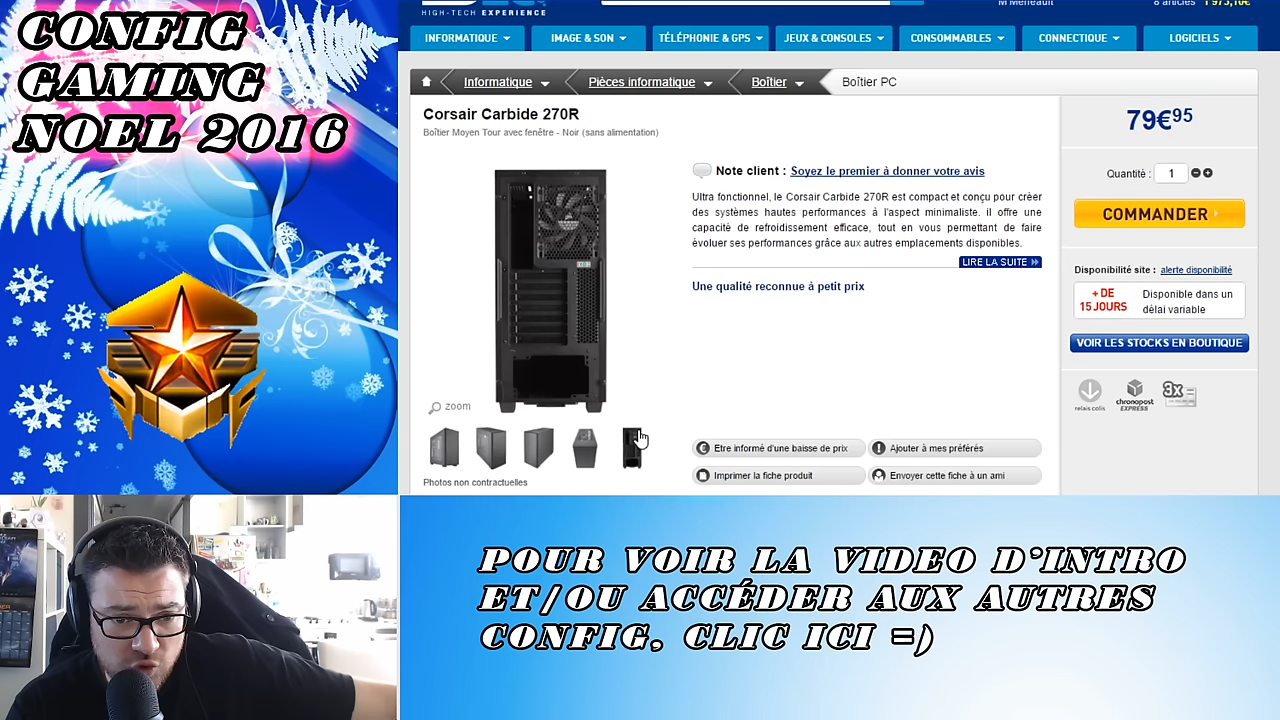 CONFIG
GAMING
NOEL 2016
HIGH-TECH EXPERIENCE
M Merleault
8 articles
INFORMATIQUE
IMAGE & SON
TÉLÉPHONIE & GPS
JEUX & CONSOLES
CONSOMMABLES
CONNECTIQUE
LOGICIELS
Informatique
Pièces informatique
Boîtier
Boîtier PC
Corsair Carbide 270R
Boîtier Moyen Tour avec fenêtre - Noir (sans alimentation)
zoom
Photos non contractuelles
Note client : Soyez le premier à donner votre avis
Ultra fonctionnel, le Corsair Carbide 270R est compact et conçu pour créer
des systèmes hautes performances à l'aspect minimaliste. il offre une
capacité de refroidissement efficace, tout en vous permettant de faire
évoluer ses performances grâce aux autres emplacements disponibles.
LIRE LA SUITE
Une qualité reconnue à petit prix
Etre informé d'une baisse de prix
Ajouter à mes préférés
Imprimer la fiche produit
Envoyer cette fiche à un ami
79€95
Quantité : 1
COMMANDER
Disponibilité site : alerte disponibilité
+ DE
15 JOURS
Disponible dans un
délai variable
VOIR LES STOCKS EN BOUTIQUE
relais colis
chronopost
EXPRESS
3x
POUR VOIR LA VIDEO D'INTRO
ET/OU ACCÉDER AUX AUTRES
CONFIG, CLIC ICI =)